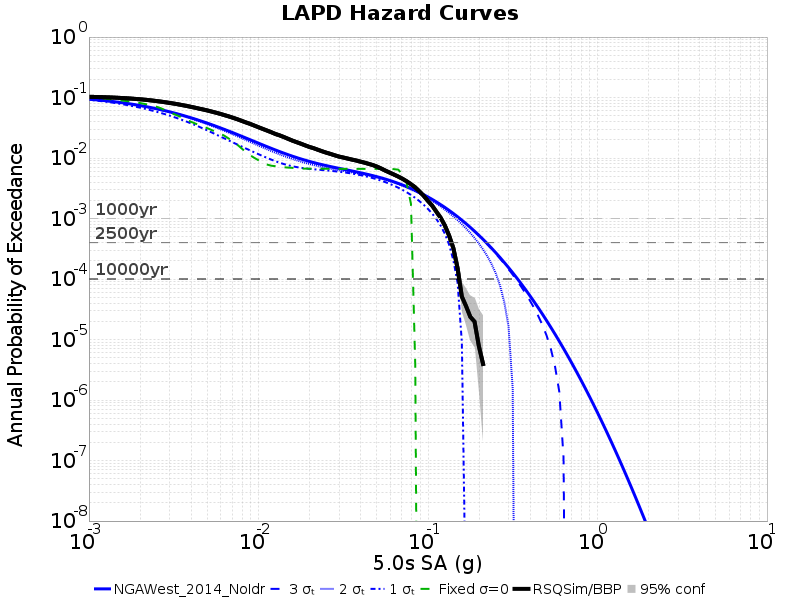 LAPD Hazard Curves
Annual Probability of Exceedance
10^0
10^-1
10^-2
10^-3
10^-4
10^-5
10^-6
10^-7
10^-8
1000yr
2500yr
10000yr
10^-3 10^-2 10^-1 10^0 10^1
5.0s SA (g)
NGAWest_2014_NoIdr 3 σₜ 2 σₜ 1 σₜ Fixed σ=0 RSQSim/BBP 95% conf